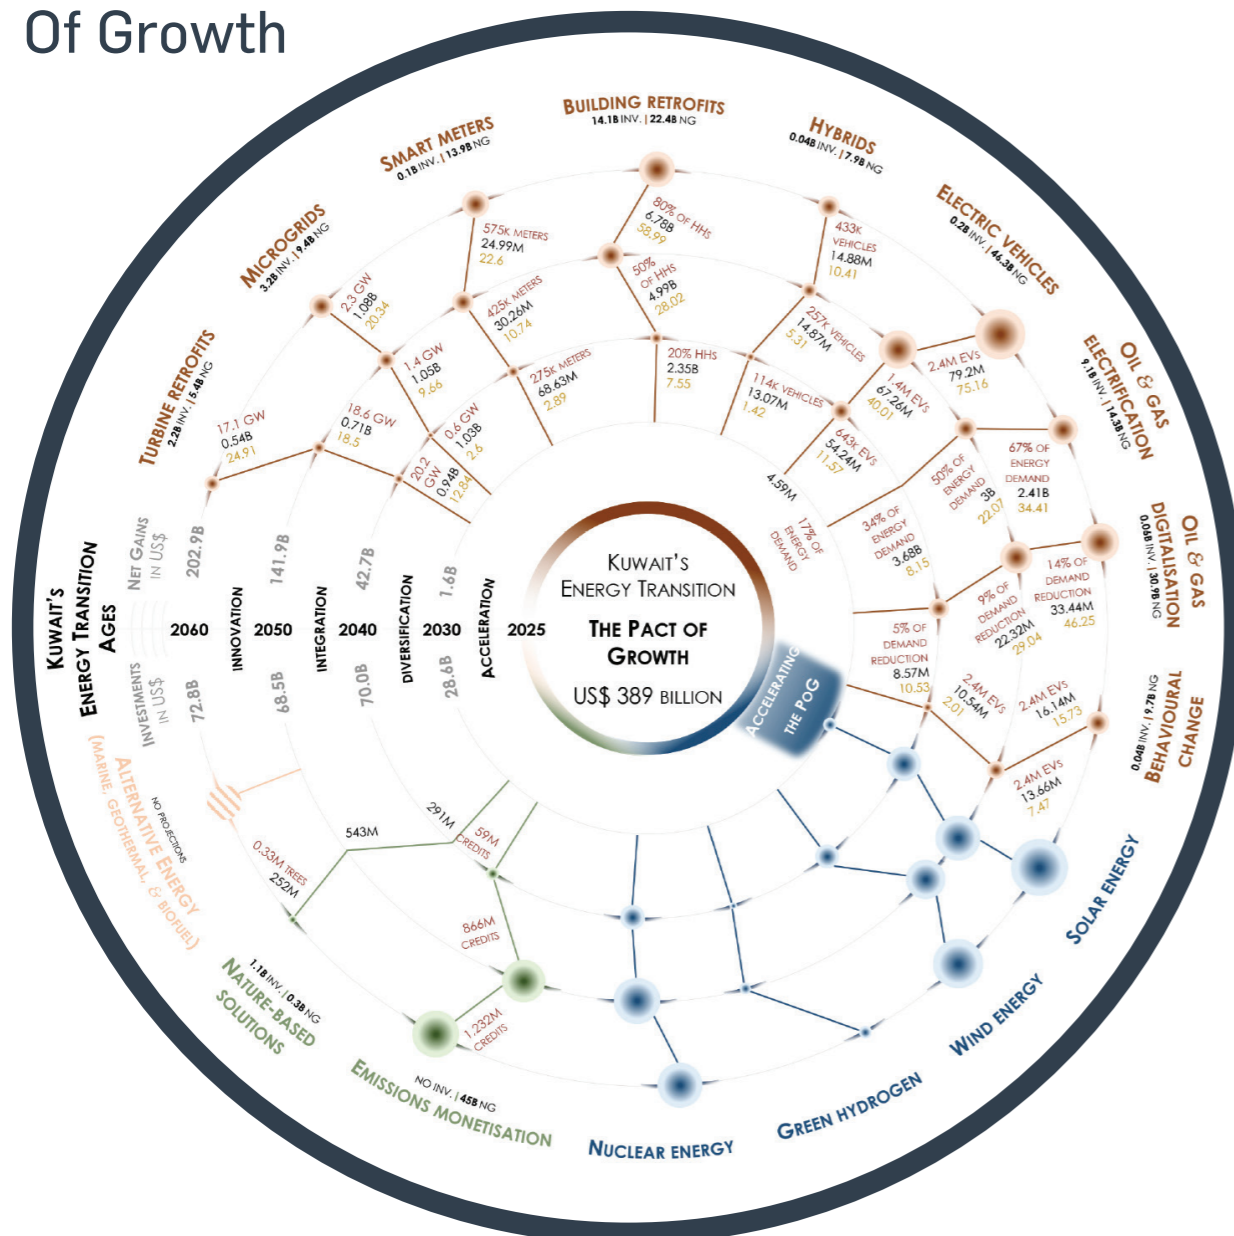 Of Growth
BUILDING RETROFITS
14.1B INV. | 22.4B NG
80% OF HHS
6.78B
58.99
50%
OF HHS
4.99B
28.02
20% HHS
2.35B
7.55
HYBRIDS
0.04B INV. | 7.9B NG
433K
VEHICLES
14.88M
10.41
257K VEHICLES
14.87M
5.31
114K VEHICLES
13.07M
1.42
ELECTRIC VEHICLES
0.2B INV. | 46.3B NG
2.4M EVS
79.2M
75.16
1.4M EVS
67.26M
40.01
643K EVS
54.24M
11.57
4.59M
OIL & GAS
ELECTRIFICATION
9.1B INV. | 14.3B NG
67% OF
ENERGY
DEMAND
2.41B
34.41
50% OF
ENERGY
DEMAND
3B
22.07
34% OF
ENERGY
DEMAND
3.68B
8.15
17% OF
ENERGY
DEMAND
OIL & GAS
DIGITALISATION
0.06B INV. | 30.9B NG
14% OF
DEMAND
REDUCTION
33.44M
46.25
9% OF
DEMAND
REDUCTION
22.32M
29.04
5% OF
DEMAND
REDUCTION
8.57M
10.53
BEHAVIOURAL
CHANGE
0.04B INV. | 9.7B NG
2.4M EVS
16.14M
15.73
2.4M EVS
13.66M
7.47
2.4M EVS
10.54M
2.01
SOLAR ENERGY
WIND ENERGY
GREEN HYDROGEN
NUCLEAR ENERGY
EMISSIONS MONETISATION
NO INV. | 45B NG
1,232M
CREDITS
866M
CREDITS
59M
CREDITS
NATURE-BASED
SOLUTIONS
1.1B INV. | 0.3B NG
0.33M TREES
252M
543M
291M
ALTERNATIVE ENERGY
(MARINE, GEOTHERMAL, & BIOFUEL)
NO PROJECTIONS
KUWAIT'S
ENERGY TRANSITION
AGES
NET GAINS
IN US$
202.9B
141.9B
42.7B
1.6B
2060
INNOVATION
2050
INTEGRATION
2040
DIVERSIFICATION
2030
ACCELERATION
2025
INVESTMENTS
IN US$
72.8B
68.5B
70.0B
28.6B
TURBINE RETROFITS
2.2B INV. | 5.4B NG
17.1 GW
0.54B
24.91
18.6 GW
0.71B
18.5
20.2
GW
0.94B
12.84
MICROGRIDS
3.2B INV. | 9.4B NG
2.3 GW
1.08B
20.34
1.4 GW
1.05B
9.66
0.6 GW
1.03B
2.6
SMART METERS
0.1B INV. | 13.9B NG
575K METERS
24.99M
22.6
425K METERS
30.26M
10.74
275K METERS
68.63M
2.89
KUWAIT'S
ENERGY TRANSITION
THE PACT OF
GROWTH
US$ 389 BILLION
ACCELERATING
THE POG